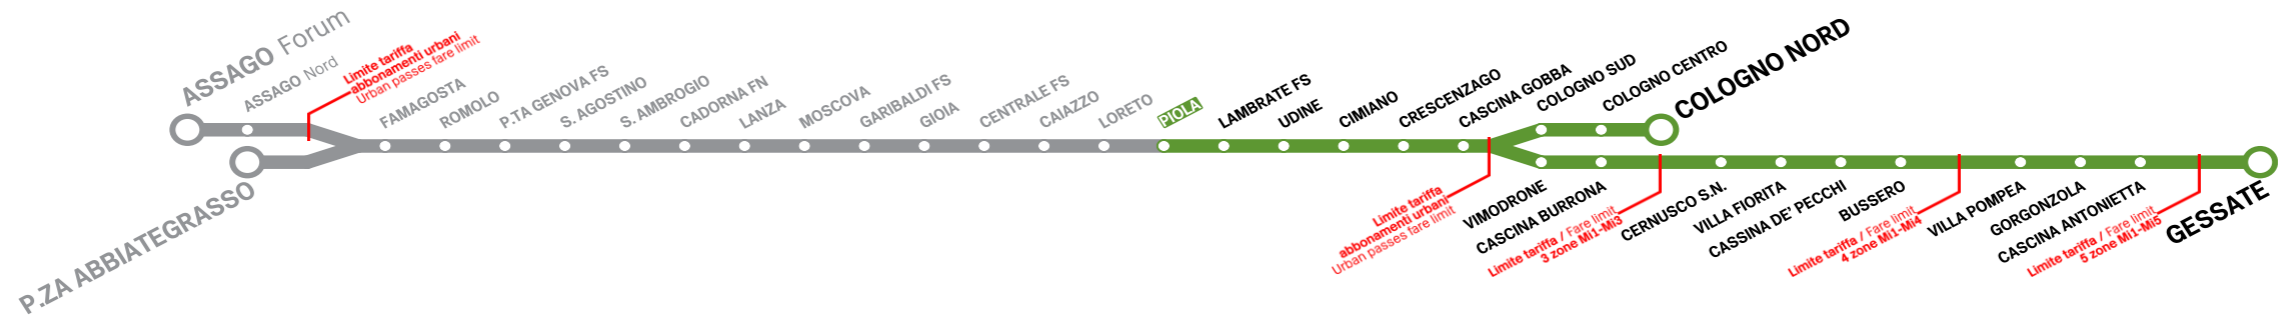 ASSAGO Forum
ASSAGO Nord
Limite tariffa
abbonamenti urbani
Urban passes fare limit
P.ZA ABBIATEGRASSO
FAMAGOSTA
ROMOLO
P.TA GENOVA FS
S. AGOSTINO
S. AMBROGIO
CADORNA FN
LANZA
MOSCOVA
GARIBALDI FS
GIOIA
CENTRALE FS
CAIAZZO
LORETO
PIOLA
LAMBRATE FS
UDINE
CIMIANO
CRESCENZAGO
CASCINA GOBBA
Limite tariffa
abbonamenti urbani
Urban passes fare limit
COLOGNO SUD
COLOGNO CENTRO
COLOGNO NORD
VIMODRONE
CASCINA BURRONA
Limite tariffa / Fare limit
3 zone Mi1-Mi3
CERNUSCO S.N.
VILLA FIORITA
CASSINA DE' PECCHI
BUSSERO
Limite tariffa / Fare limit
4 zone Mi1-Mi4
VILLA POMPEA
GORGONZOLA
CASCINA ANTONIETTA
Limite tariffa / Fare limit
5 zone Mi1-Mi5
GESSATE